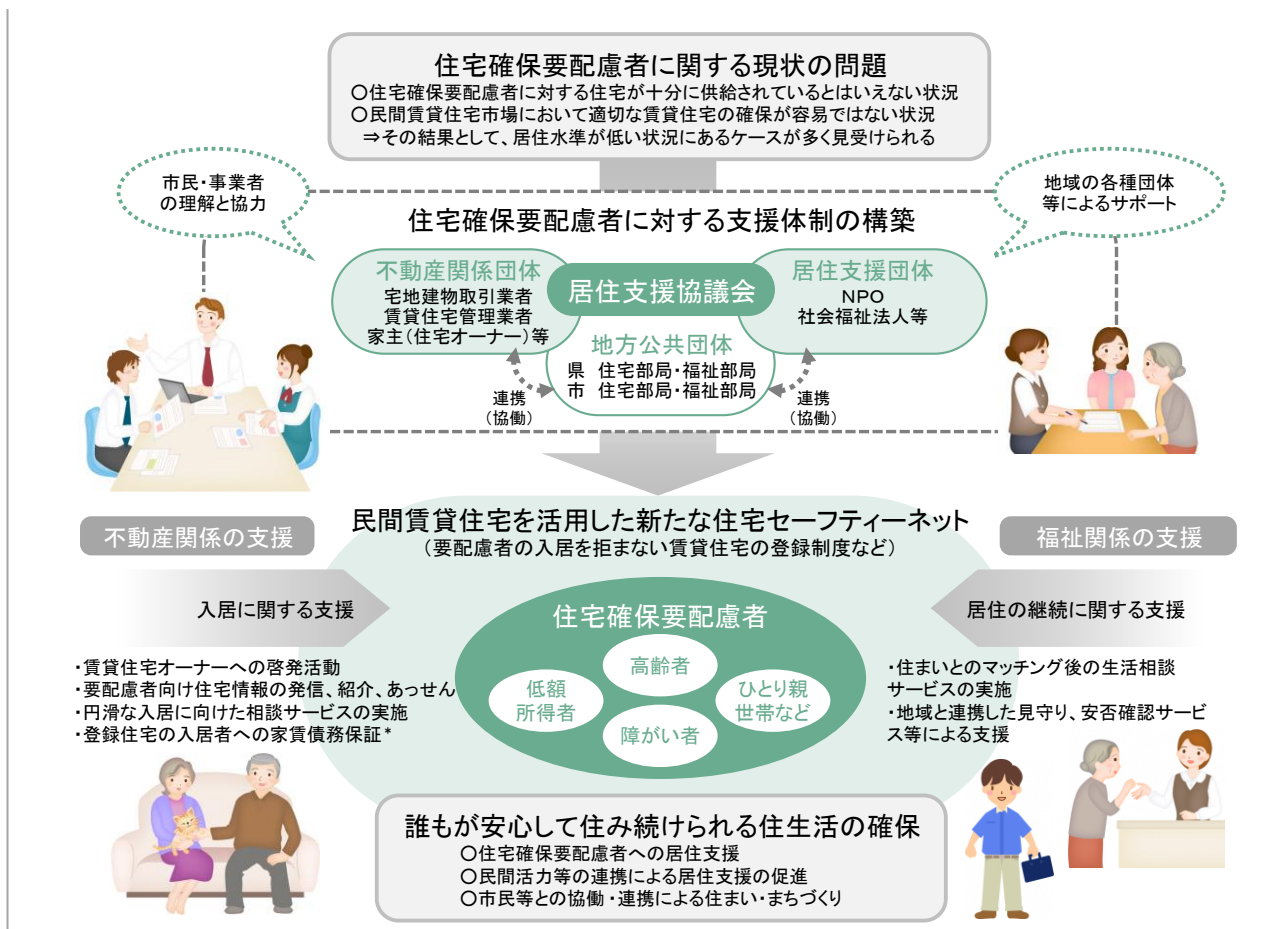 住宅確保要配慮者に関する現状の問題
○住宅確保要配慮者に対する住宅が十分に供給されているとはいえない状況
○民間賃貸住宅市場において適切な賃貸住宅の確保が容易ではない状況
⇒その結果として、居住水準が低い状況にあるケースが多く見受けられる
市民・事業者
の理解と協力
地域の各種団体
等によるサポート
住宅確保要配慮者に対する支援体制の構築
不動産関係団体
宅地建物取引業者
賃貸住宅管理業者
家主(住宅オーナー)等
居住支援協議会
居住支援団体
NPO
社会福祉法人等
地方公共団体
県 住宅部局・福祉部局
市 住宅部局・福祉部局
連携
(協働)
連携
(協働)
民間賃貸住宅を活用した新たな住宅セーフティーネット
(要配慮者の入居を拒まない賃貸住宅の登録制度など)
不動産関係の支援
入居に関する支援
・賃貸住宅オーナーへの啓発活動
・要配慮者向け住宅情報の発信、紹介、あっせん
・円滑な入居に向けた相談サービスの実施
・登録住宅の入居者への家賃債務保証*
住宅確保要配慮者
高齢者
低額
所得者
ひとり親
世帯など
障がい者
福祉関係の支援
居住の継続に関する支援
・住まいとのマッチング後の生活相談
サービスの実施
・地域と連携した見守り、安否確認サービ
ス等による支援
誰もが安心して住み続けられる住生活の確保
○住宅確保要配慮者への居住支援
○民間活力等の連携による居住支援の促進
○市民等との協働・連携による住まい・まちづくり